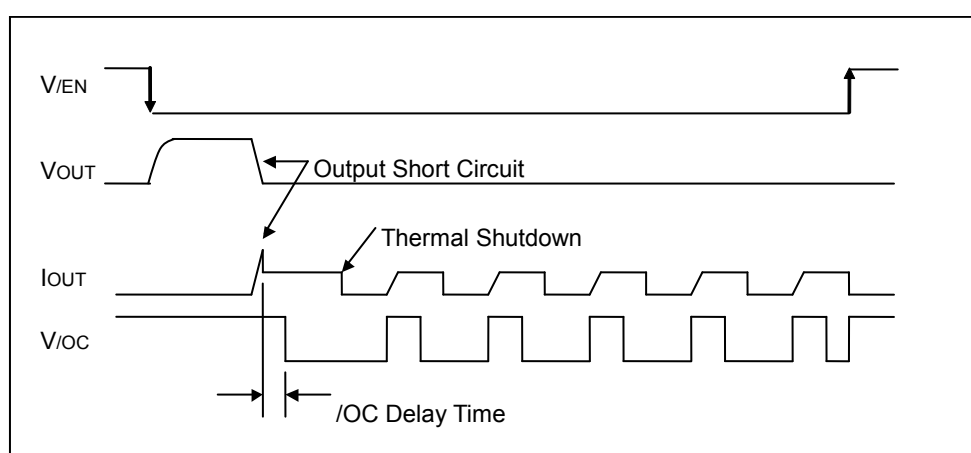 V/EN
VOUT
Output Short Circuit
Thermal Shutdown
IOUT
V/OC
/OC Delay Time